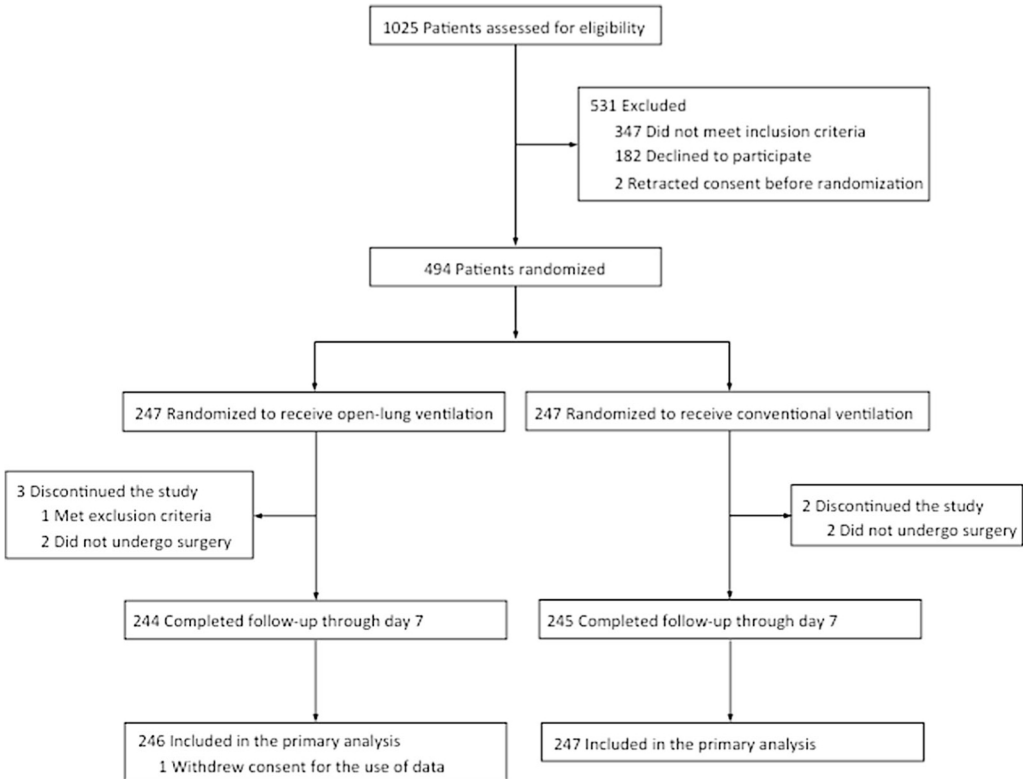 1025 Patients assessed for eligibility
531 Excluded
347 Did not meet inclusion criteria
182 Declined to participate
2 Retracted consent before randomization
494 Patients randomized
247 Randomized to receive open-lung ventilation
247 Randomized to receive conventional ventilation
3 Discontinued the study
1 Met exclusion criteria
2 Did not undergo surgery
2 Discontinued the study
2 Did not undergo surgery
244 Completed follow-up through day 7
245 Completed follow-up through day 7
246 Included in the primary analysis
1 Withdrew consent for the use of data
247 Included in the primary analysis